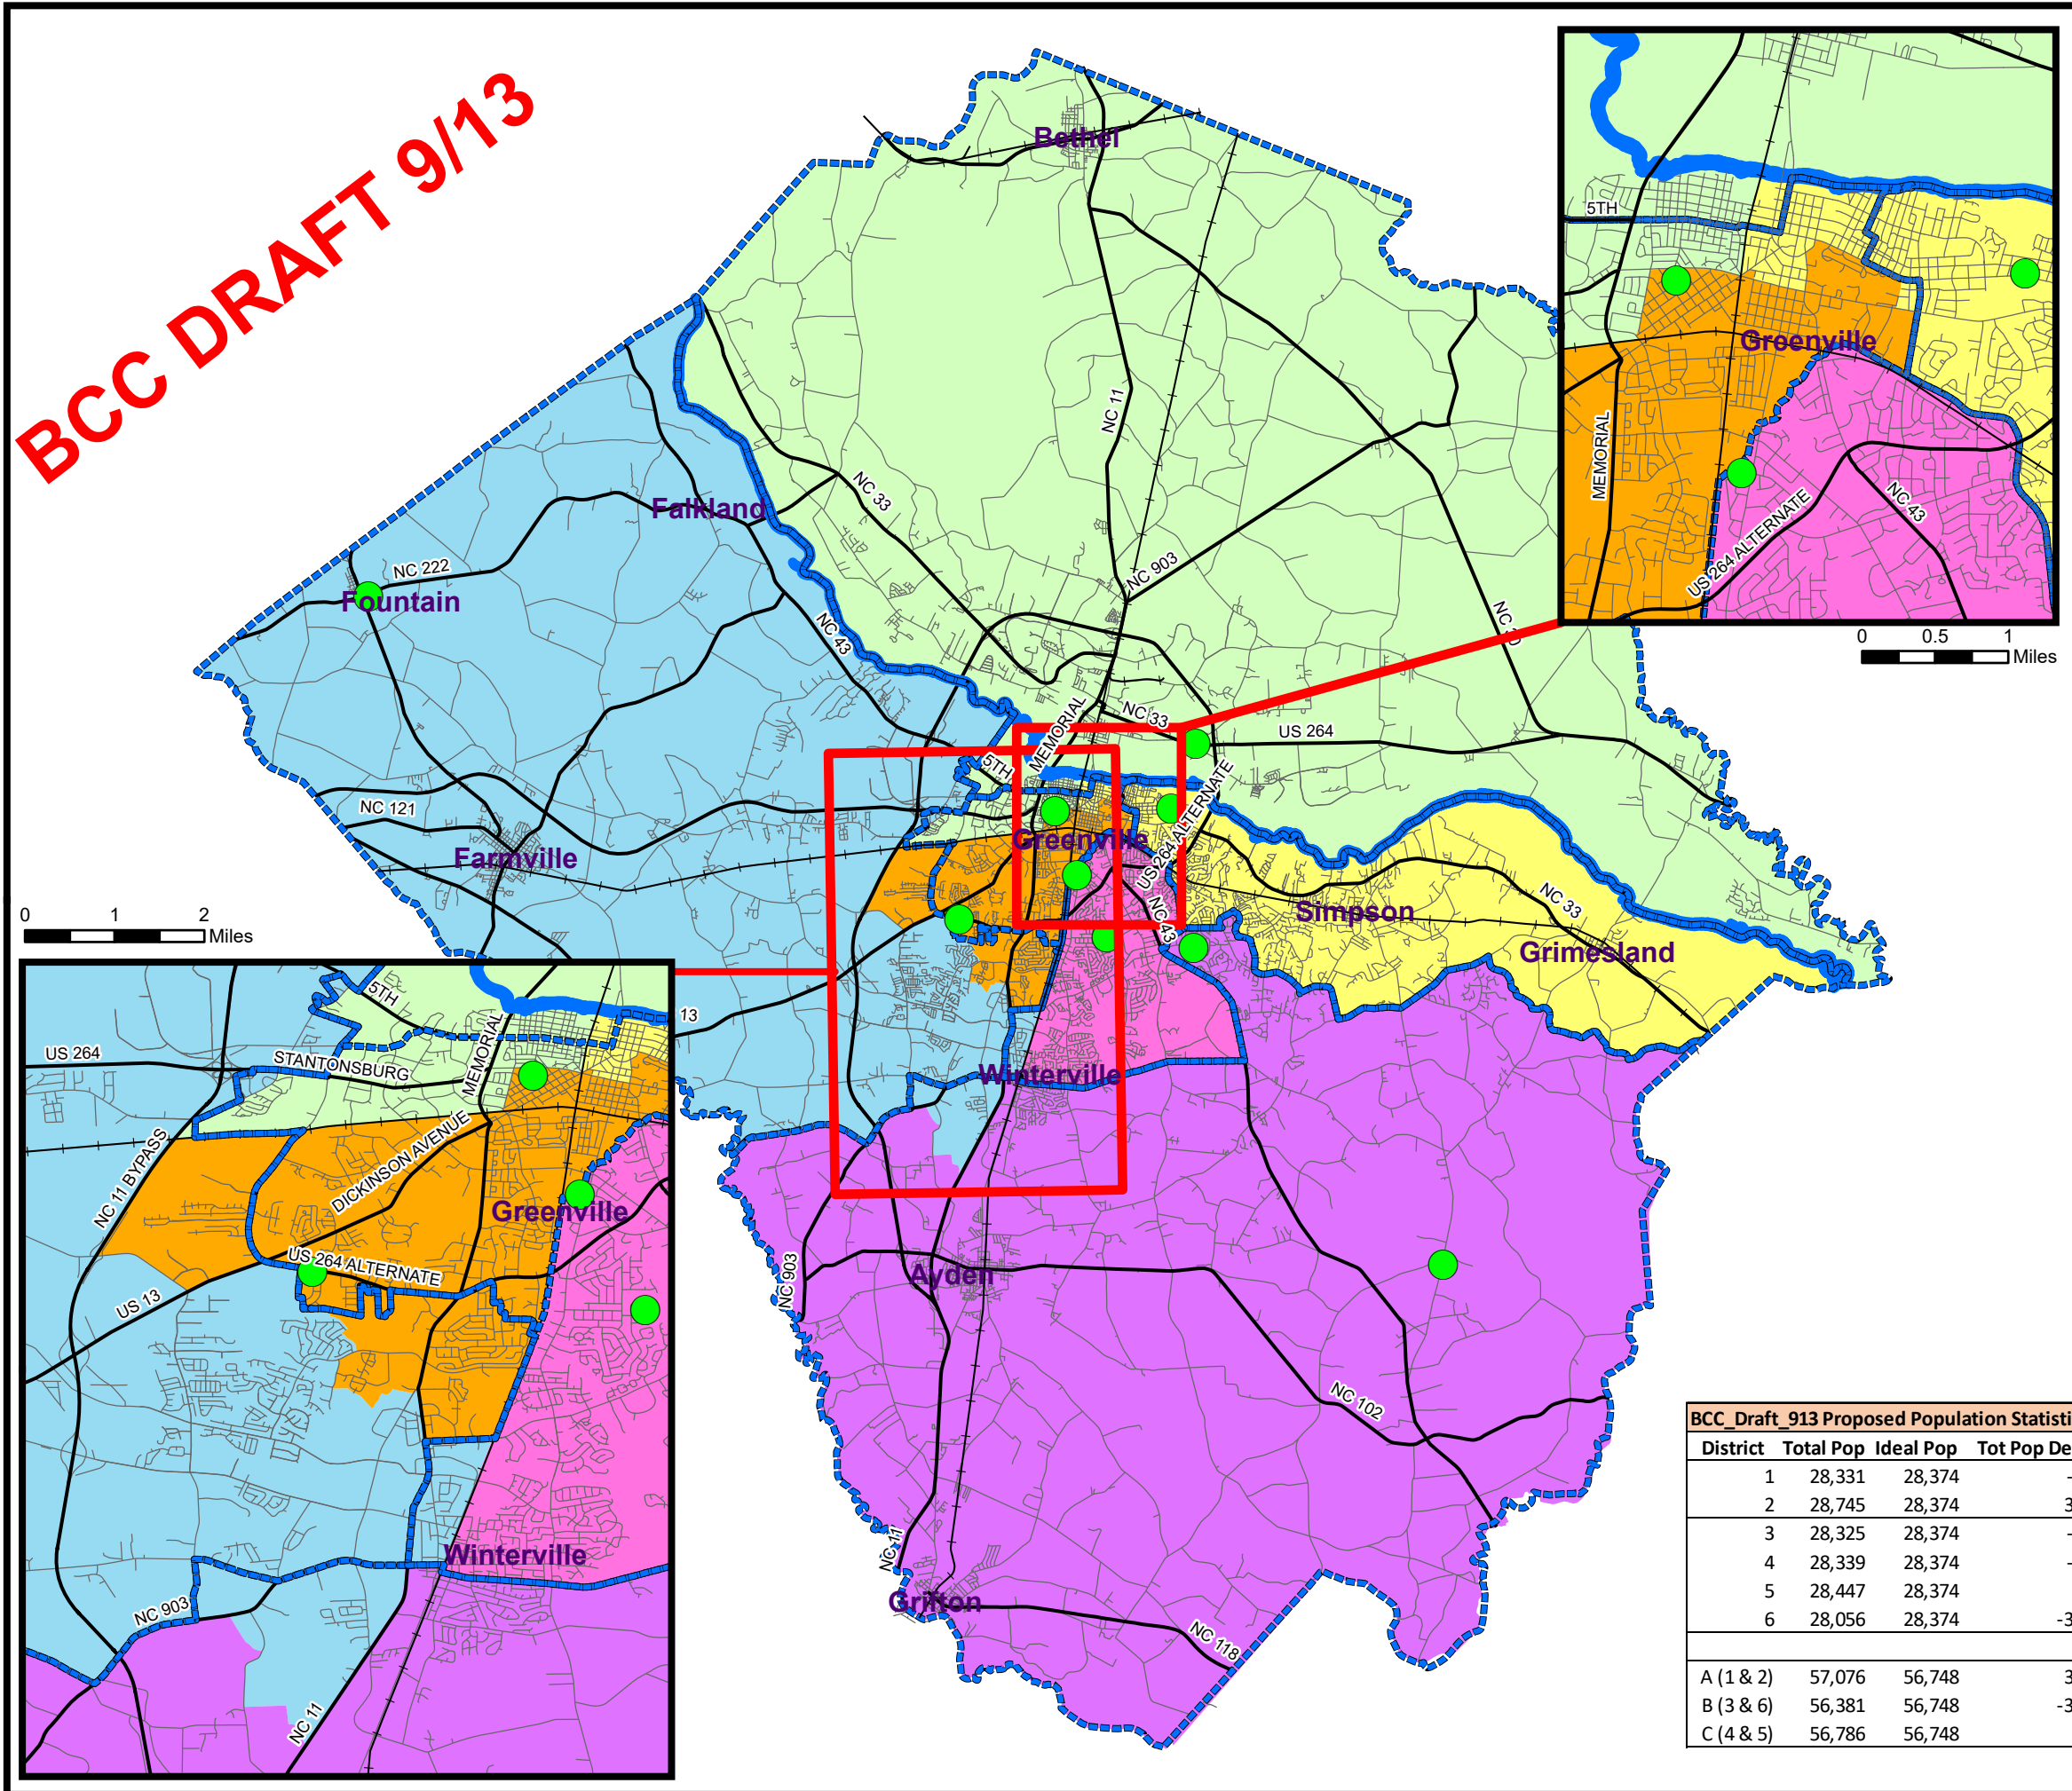 BCC DRAFT 9/13
Bethel
NC 11
NC 33
Falkland
NC 222
Fountain
NC 903
NC 43
MEMORIAL
NC 33
US 264
5TH
NC 121
Farmville
Greenville
US 264 ALTERNATE
Simpson
NC 33
Grimesland
NC 43
13
Winterville
NC 903
Ayden
NC 102
NC 11
Grifton
NC 118
5TH
Greenville
MEMORIAL
US 264 ALTERNATE
NC 43
0 0.5 1
Miles
0 1 2
Miles
5TH
US 264
STANTONSBURG
MEMORIAL
NC 11 BYPASS
DICKINSON AVENUE
Greenville
US 264 ALTERNATE
US 13
Winterville
NC 903
NC 11
BCC_Draft_913 Proposed Population Statisti
District Total Pop Ideal Pop Tot Pop De
1 28,331 28,374 -
2 28,745 28,374 3
3 28,325 28,374 -
4 28,339 28,374 -
5 28,447 28,374
6 28,056 28,374 -3
A (1 & 2) 57,076 56,748 3
B (3 & 6) 56,381 56,748 -3
C (4 & 5) 56,786 56,748